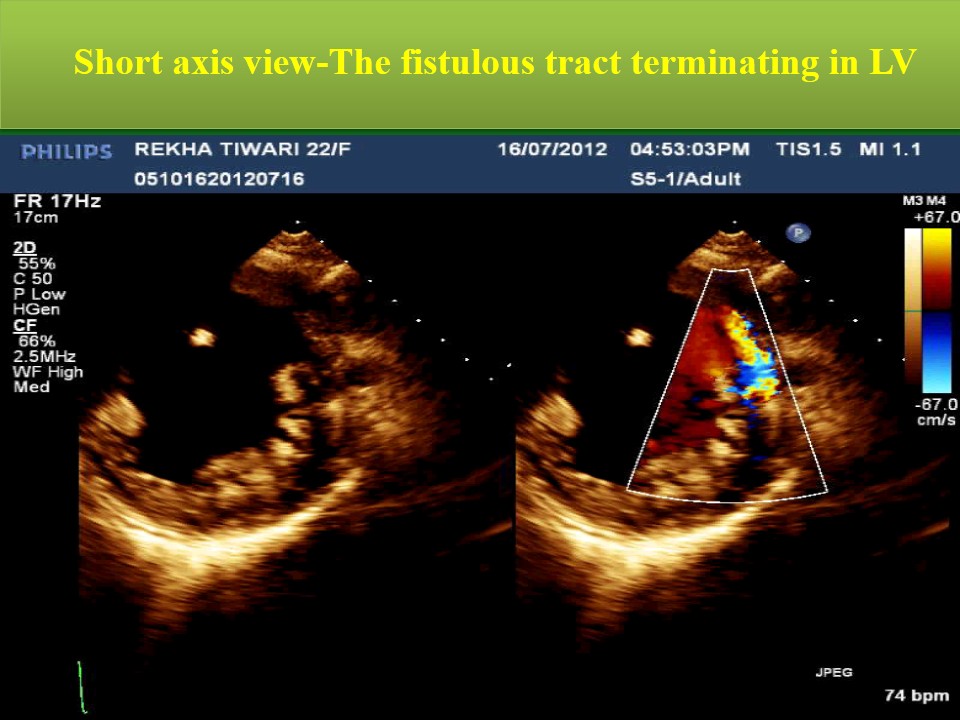 Short axis view-The fistulous tract terminating in LV
PHILIPS REKHA TIWARI 22/F 16/07/2012 04:53:03PM TIS1.5 MI 1.1
05101620120716 S5-1/Adult
FR 17Hz
17cm
2D
55%
C 50
P Low
HGen
CF
66%
2.5MHz
WF High
Med
P
M3 M4
+67.0
-67.0
cm/s
JPEG
74 bpm